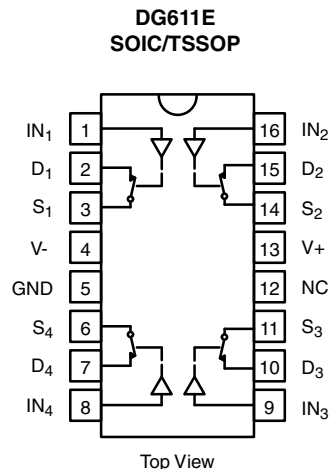 DG611E
SOIC/TSSOP
IN1 1 16 IN2
D1 2 15 D2
S1 3 14 S2
V- 4 13 V+
GND 5 12 NC
S4 6 11 S3
D4 7 10 D3
IN4 8 9 IN3
Top View